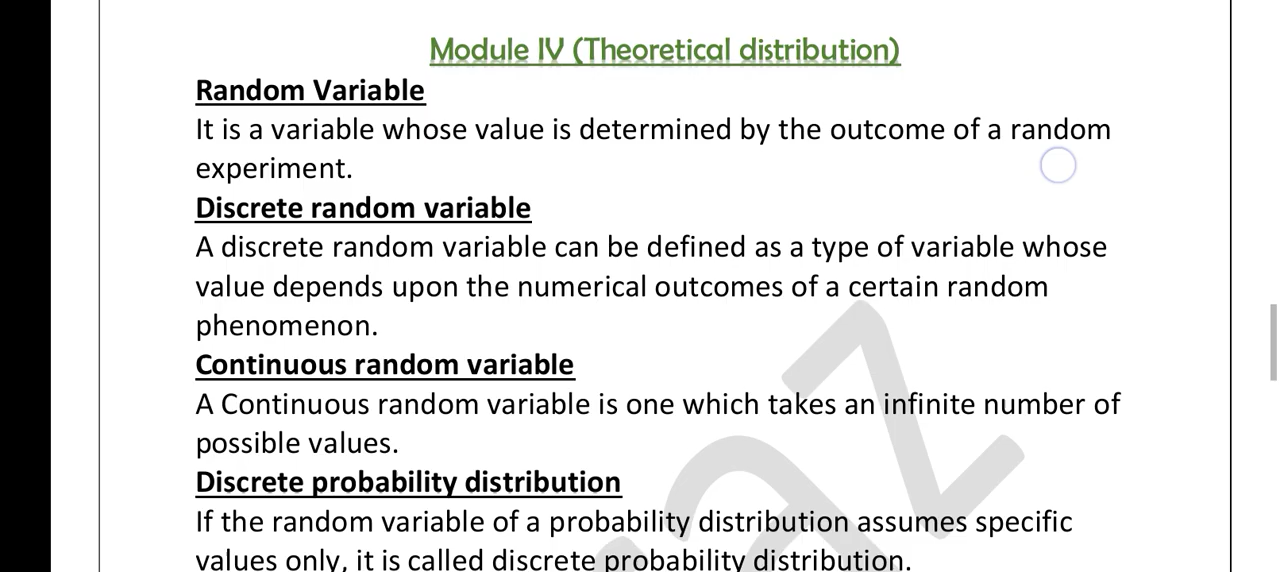 Module IV (Theoretical distribution)
Random Variable
It is a variable whose value is determined by the outcome of a random
experiment.
Discrete random variable
A discrete random variable can be defined as a type of variable whose
value depends upon the numerical outcomes of a certain random
phenomenon.
Continuous random variable
A Continuous random variable is one which takes an infinite number of
possible values.
Discrete probability distribution
If the random variable of a probability distribution assumes specific
values only, it is called discrete probability distribution.